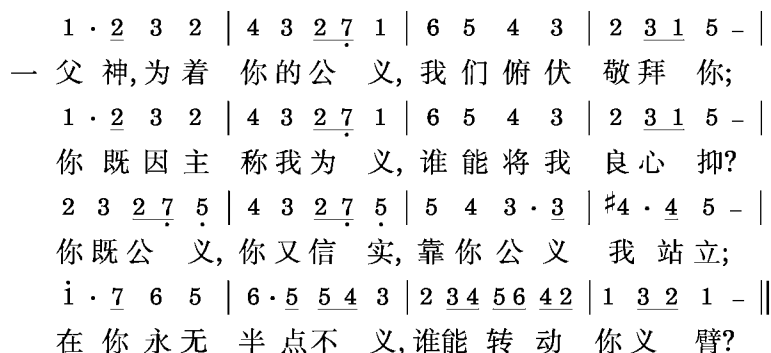 1 · 2 3 2 | 4 3 2 7 1 | 6 5 4 3 | 2 3 1 5 – |
一 父神,为着 你的公 义,我们俯伏 敬拜 你;
1 · 2 3 2 | 4 3 2 7 1 | 6 5 4 3 | 2 3 1 5 – |
你既因主 称我为 义,谁能将我 良心 抑?
2 3 2 7 5 | 4 3 2 7 5 | 5 4 3 · 3 | #4 · 4 5 – |
你既公 义,你又信 实,靠你公义 我 站立;
1 · 7 6 5 | 6 · 5 5 4 3 | 2 3 4 5 6 4 2 | 1 3 2 1 – ‖
在你永无 半点不 义,谁能转动 你义 臂?